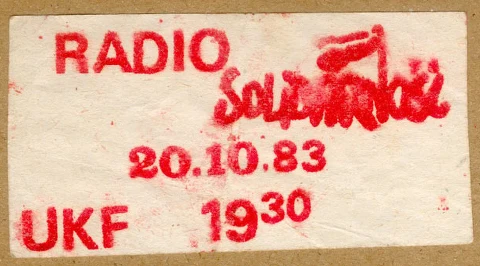 RADIO
Solidarność
20.10.83
UKF 19³⁰